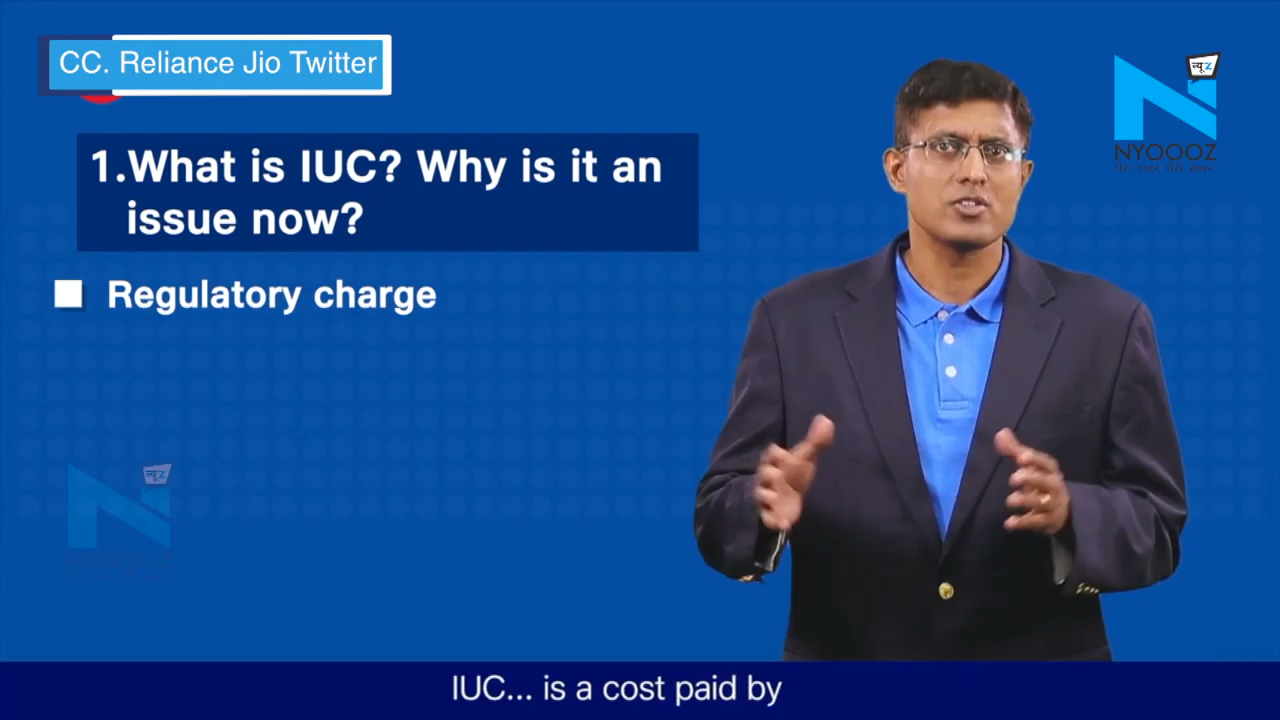 CC. Reliance Jio Twitter
न्यूz
NYOOOZ
1.What is IUC? Why is it an
issue now?
Regulatory charge
न्यूz
IUC... is a cost paid by